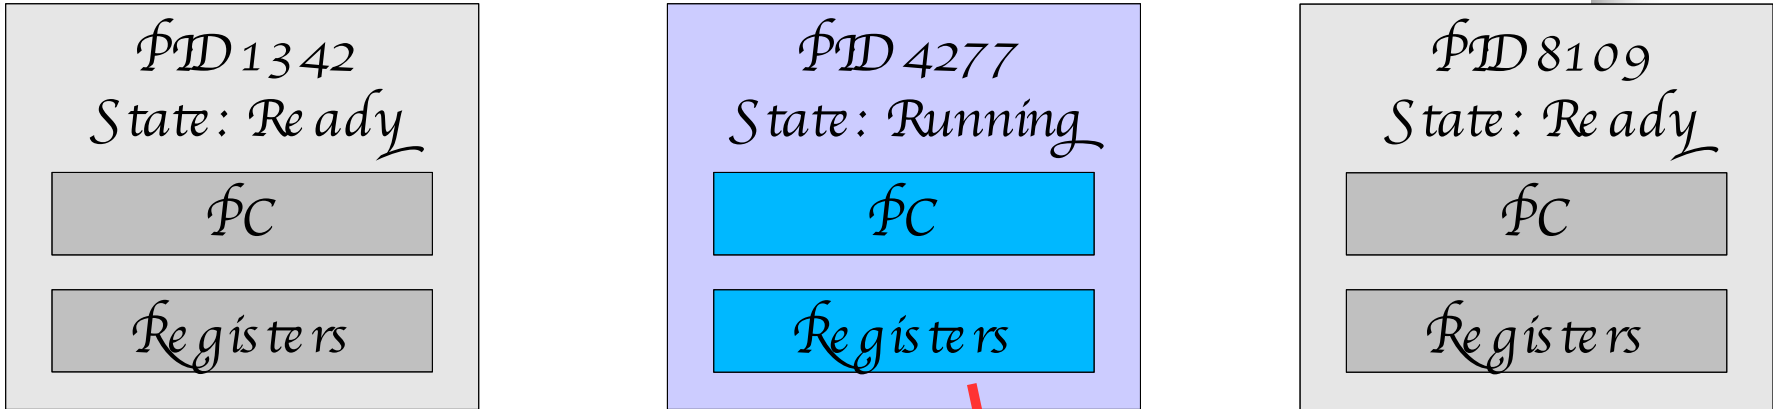 PID 1342
State: Ready
PC
Registers
PID 4277
State: Running
PC
Registers
PID 8109
State: Ready
PC
Registers